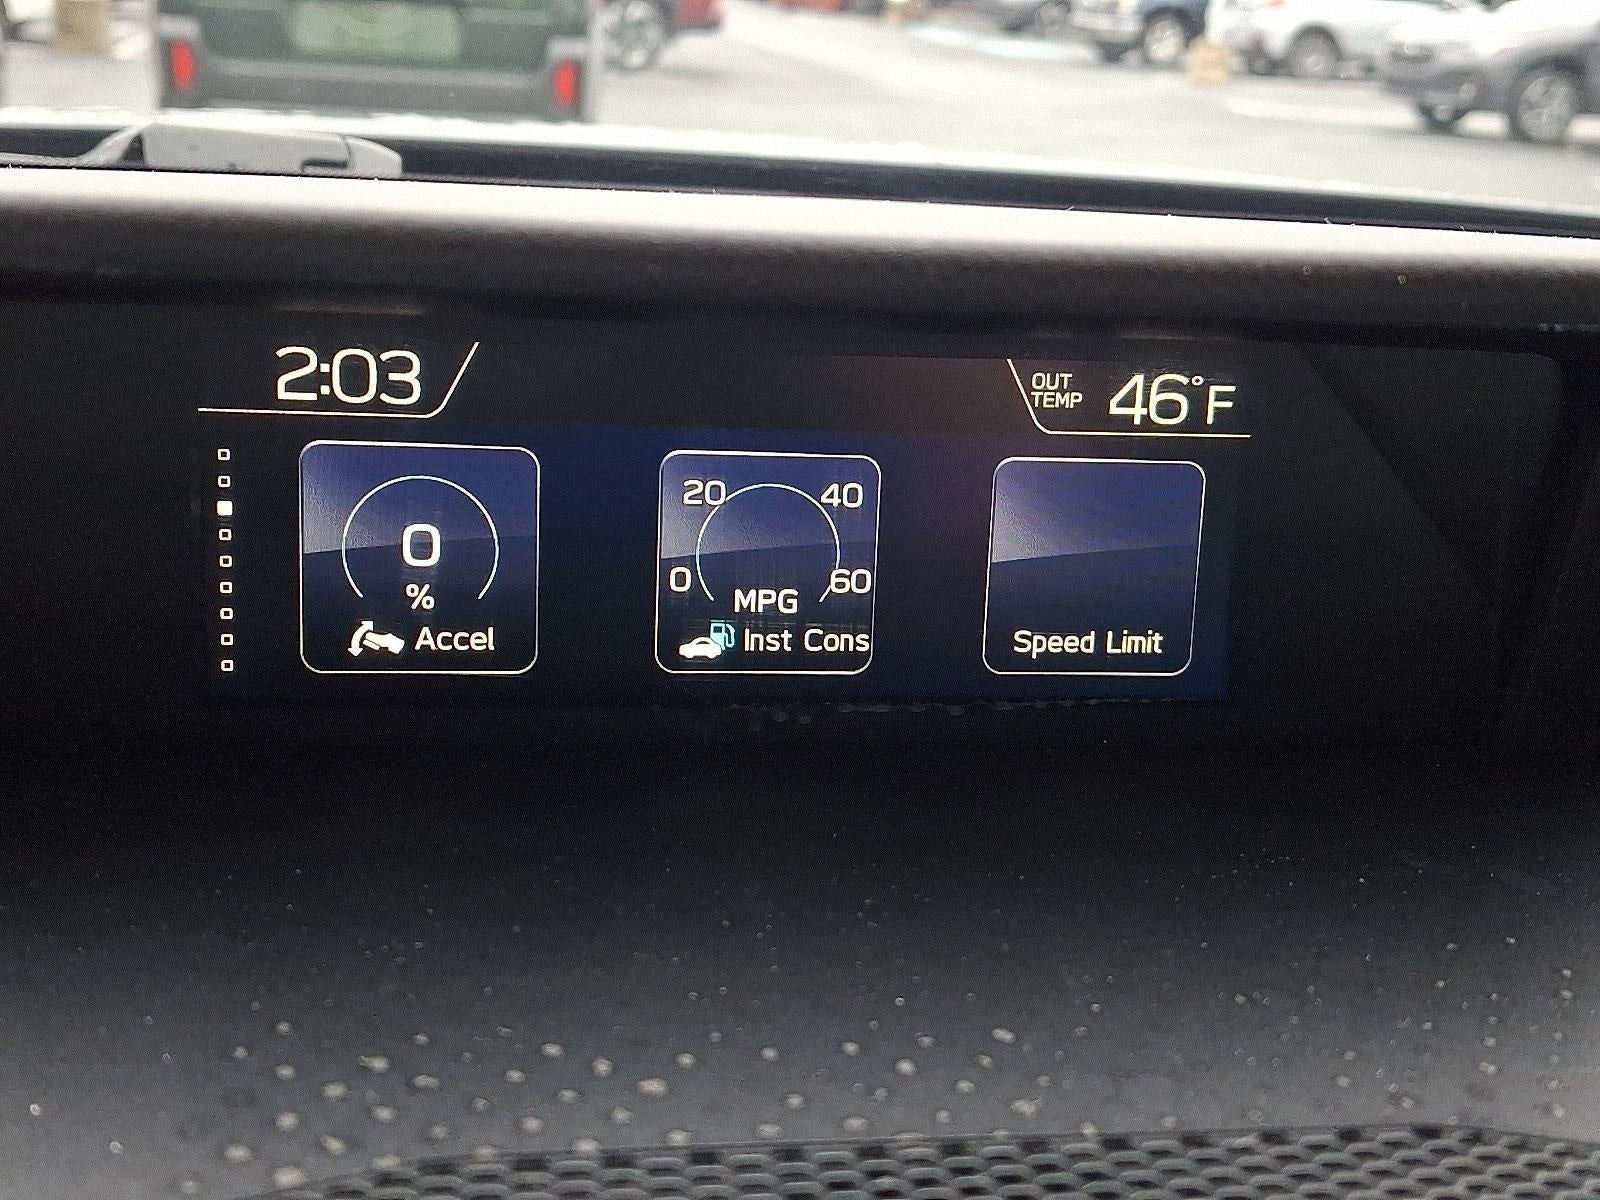 2:03
OUT TEMP 46°F
0
%
Accel
20 40
0 60
MPG
Inst Cons
Speed Limit